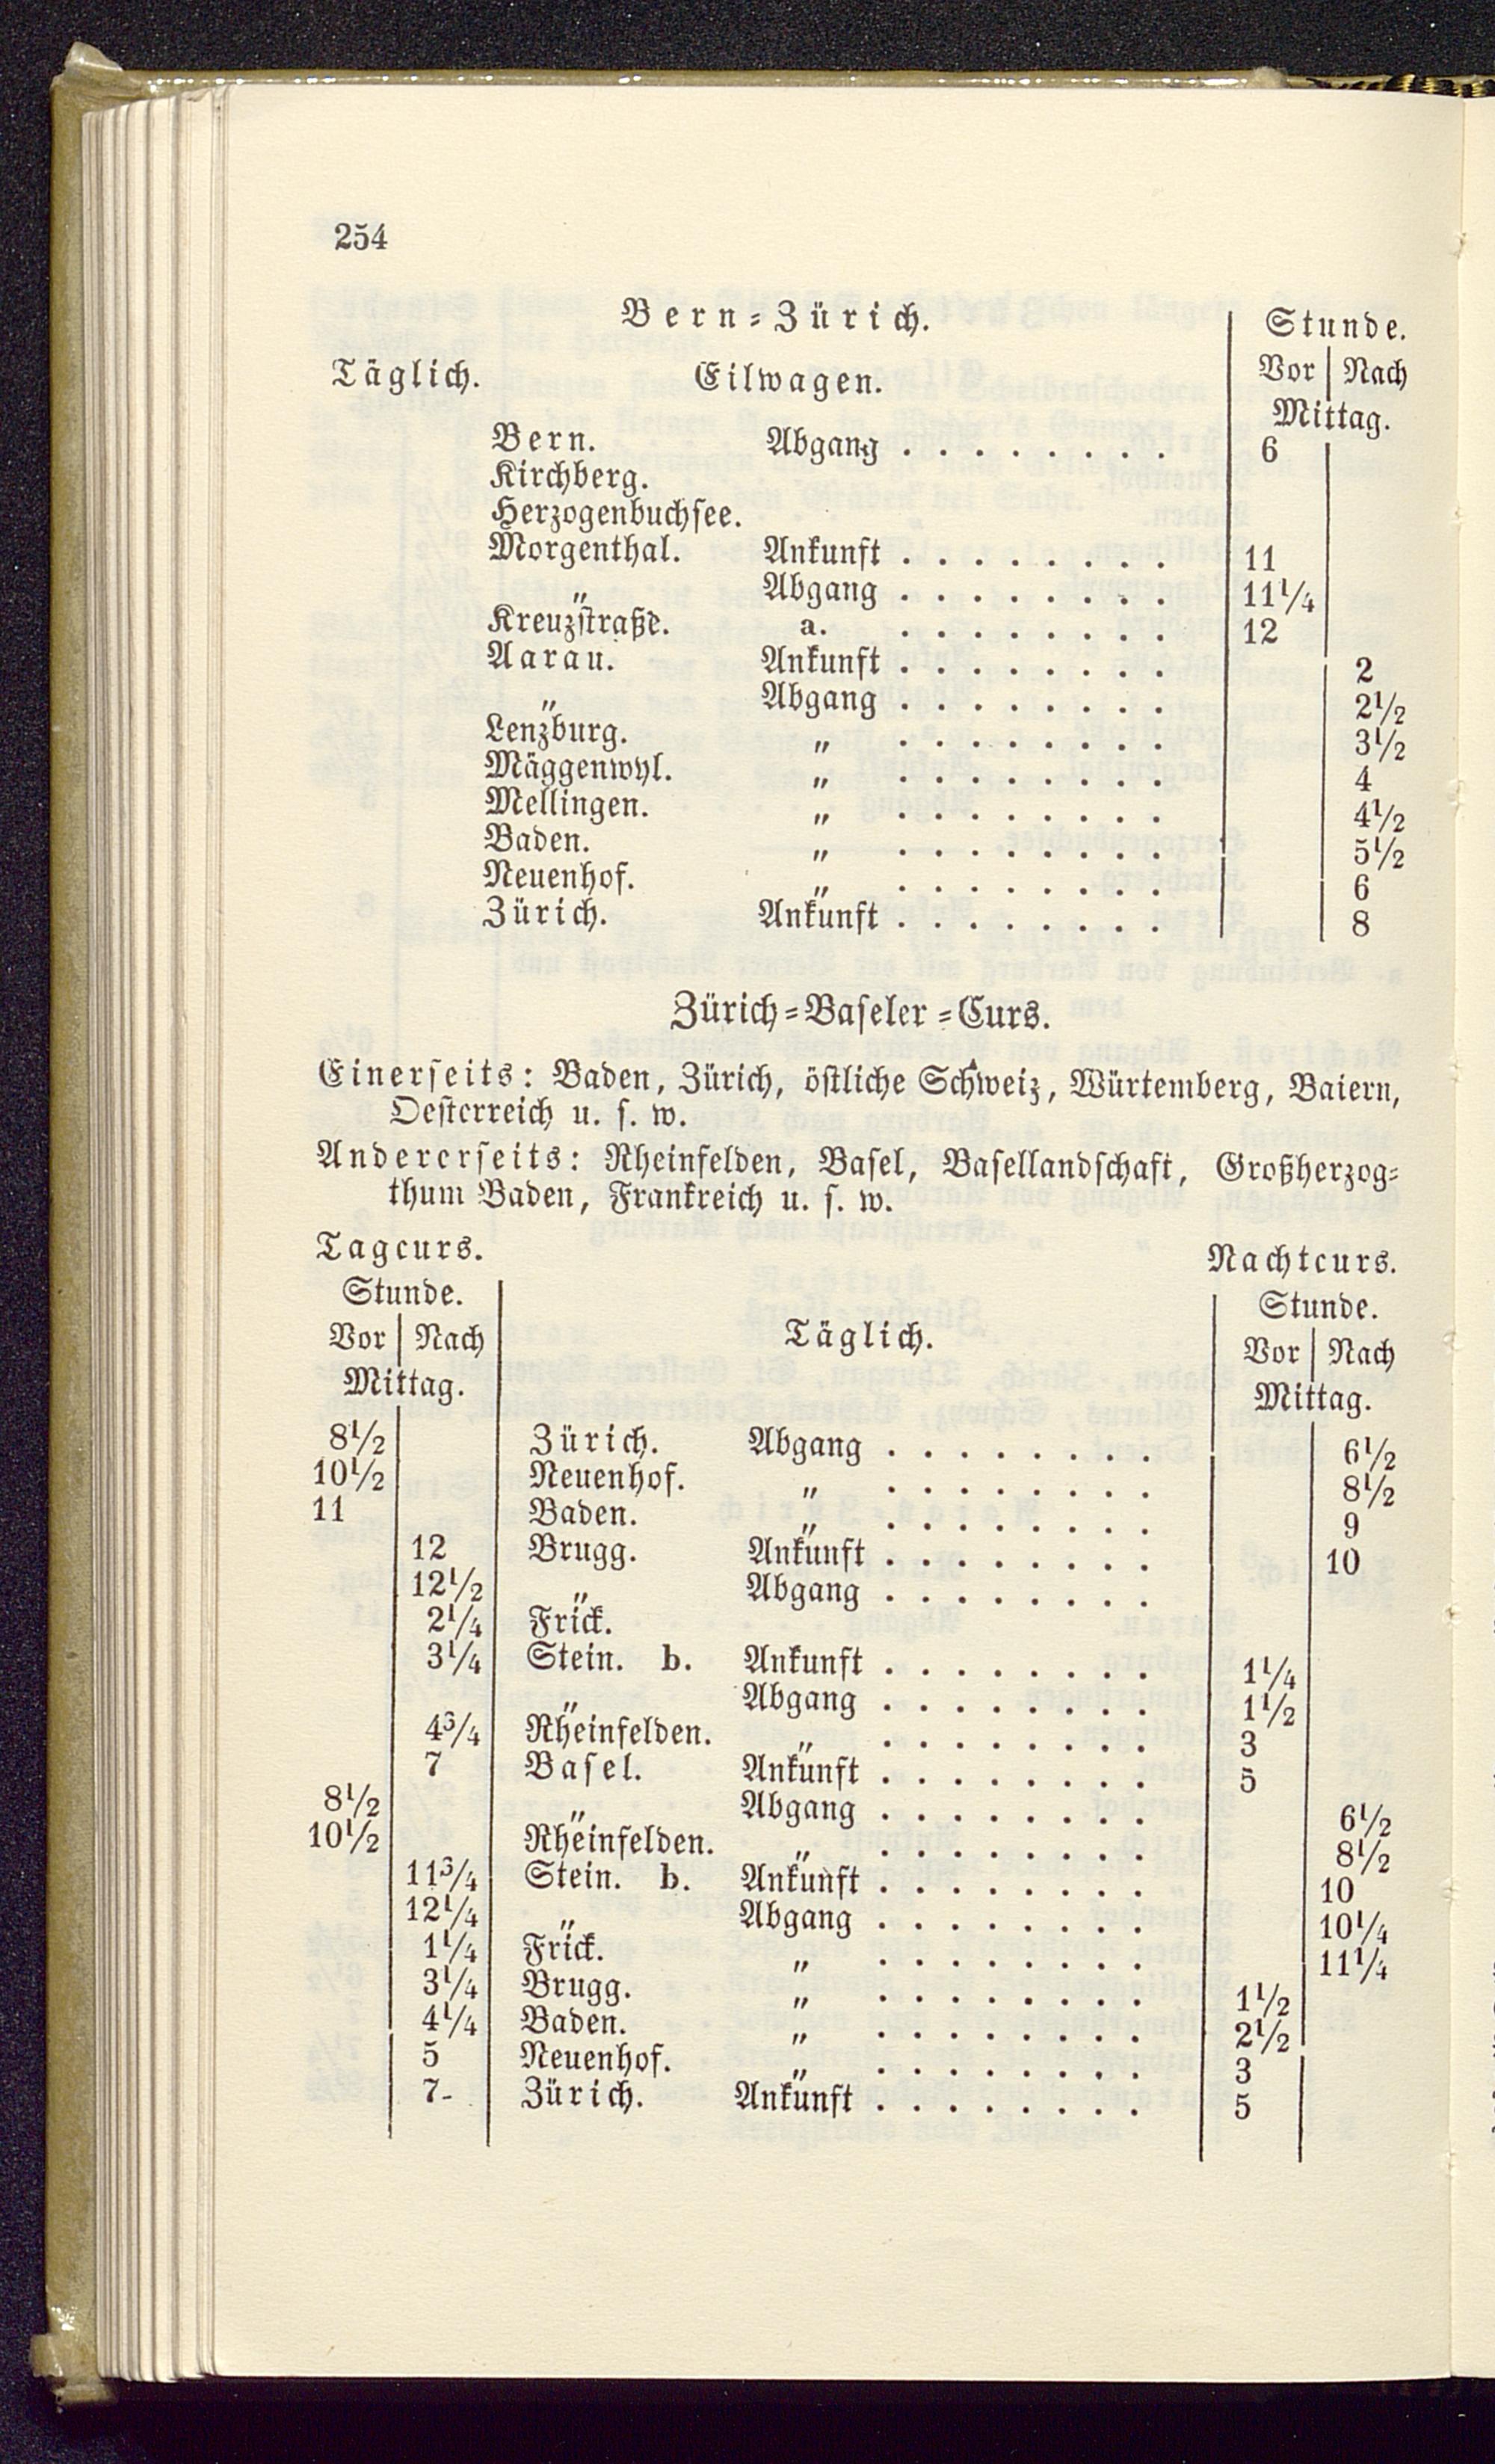 254
Bern-Zürich.
Stunde.
Täglich. Eilwagen. Vor Nach
Mittag.
Bern. Abgang . . . . . . . . 6
Kirchberg.
Herzogenbuchsee.
Morgenthal. Ankunft . . . . . . . . 11
" Abgang . . . . . . . . 11¼
Kreuzstraße. a. . . . . . . . . 12
Aarau. Ankunft . . . . . . . . 2
" Abgang . . . . . . . . 2½
Lenzburg. " . . . . . . . . 3½
Mäggenwyl. " . . . . . . . . 4
Mellingen. " . . . . . . . . 4½
Baden. " . . . . . . . . 5½
Neuenhof. " . . . . . . . . 6
Zürich. Ankunft . . . . . . . . 8
Zürich-Baseler-Curs.
Einerseits: Baden, Zürich, östliche Schweiz, Würtemberg, Baiern,
Oesterreich u. s. w.
Andererseits: Rheinfelden, Basel, Basellandschaft, Großherzog-
thum Baden, Frankreich u. s. w.
Tagcurs. Nachtcurs.
Stunde. Stunde.
Vor Nach Täglich. Vor Nach
Mittag. Mittag.
8½ Zürich. Abgang . . . . . . . . 6½
10½ Neuenhof. " . . . . . . . . 8½
11 Baden. " . . . . . . . . 9
12 Brugg. Ankunft . . . . . . . . 10
12½ " Abgang . . . . . . . .
2¼ Frick.
3¼ Stein. b. Ankunft . . . . . . . . 1¼
" Abgang . . . . . . . . 1½
4¾ Rheinfelden. " . . . . . . . . 3
7 Basel. Ankunft . . . . . . . . 5
8½ " Abgang . . . . . . . . 6½
10½ Rheinfelden. " . . . . . . . . 8½
11¾ Stein. b. Ankunft . . . . . . . . 10
12¼ " Abgang . . . . . . . . 10¼
1¼ Frick. " . . . . . . . . 11¼
3¼ Brugg. " . . . . . . . . 1½
4¼ Baden. " . . . . . . . . 2½
5 Neuenhof. " . . . . . . . . 3
7- Zürich. Ankunft . . . . . . . . 5